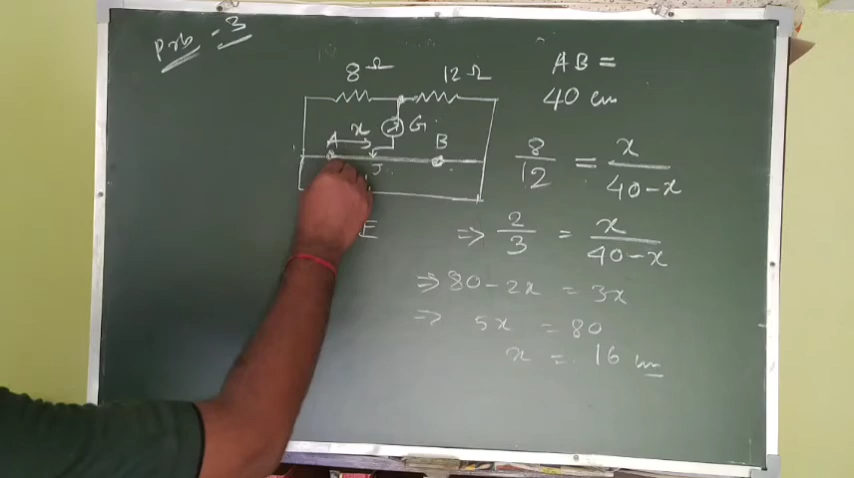 Prb - 3
8 Ω 12 Ω
G
A x B
J
E
AB =
40 cm
8/12 = x/(40-x)
=> 2/3 = x/(40-x)
=> 80 - 2x = 3x
=> 5x = 80
x = 16 cm